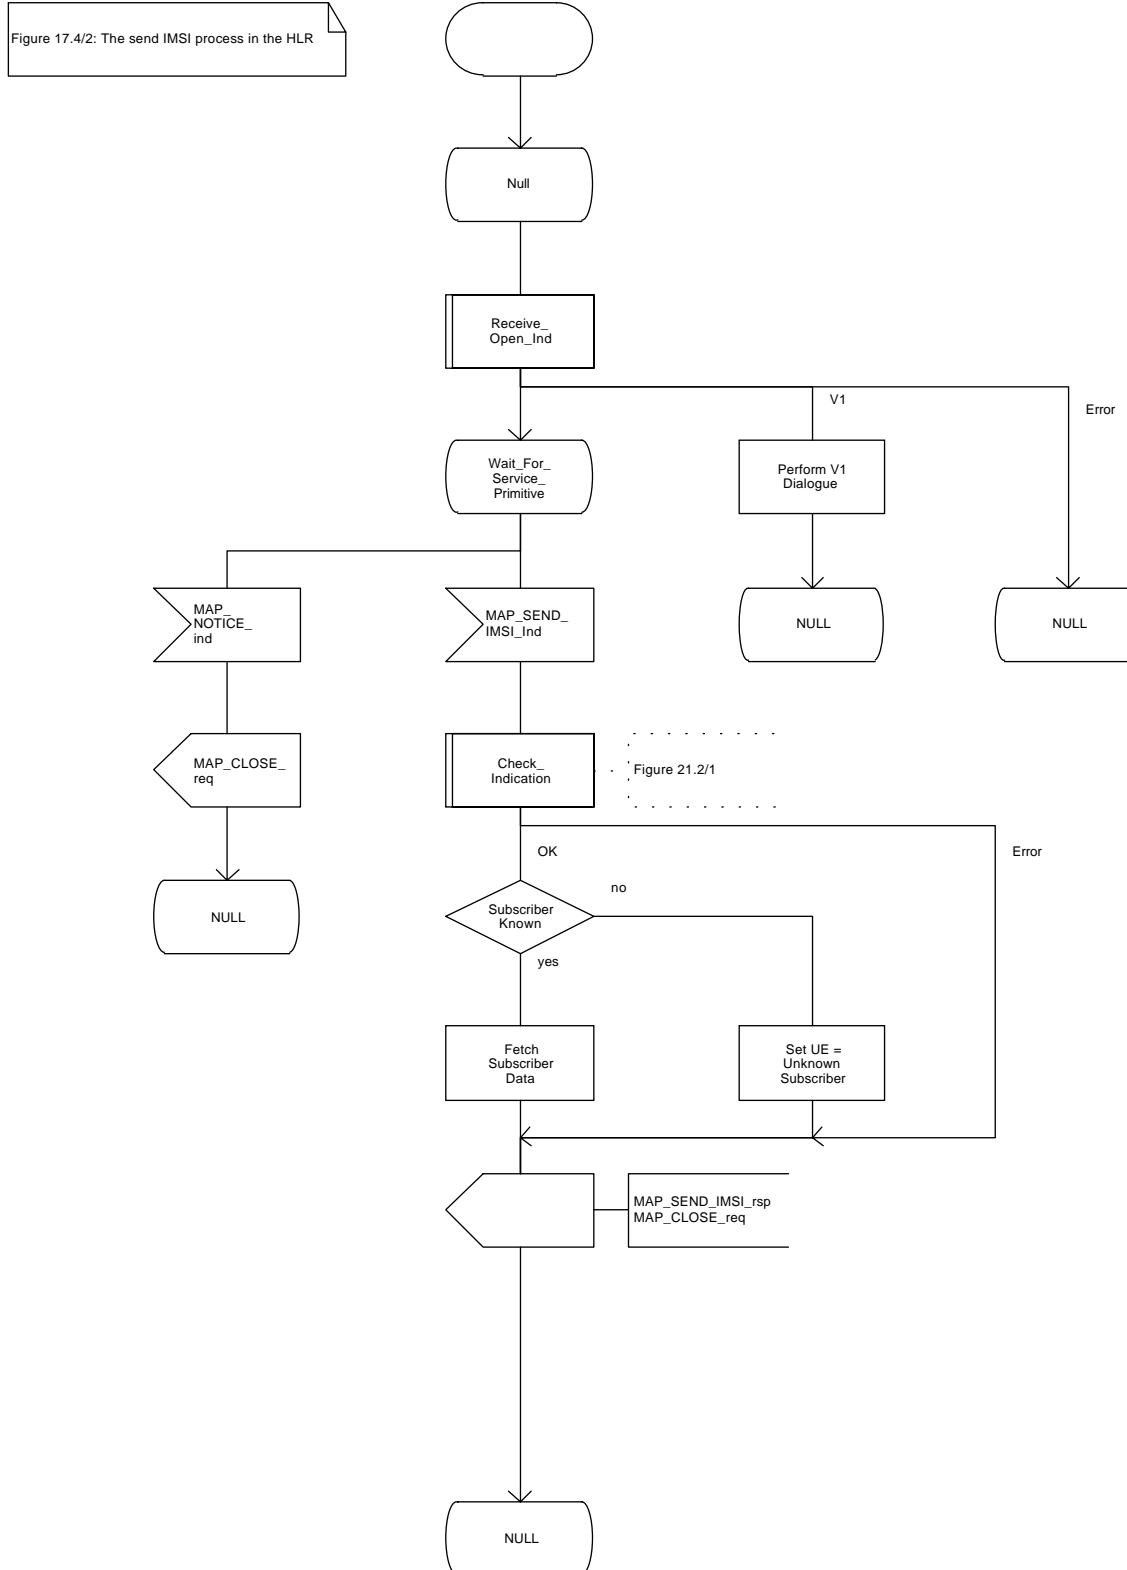 Figure 17.4/2: The send IMSI process in the HLR
Null
Receive_
Open_Ind
V1
Error
Wait_For_
Service_
Primitive
Perform V1
Dialogue
MAP_
NOTICE_
ind
MAP_SEND_
IMSI_Ind
NULL
NULL
MAP_CLOSE_
req
Check_
Indication
Figure 21.2/1
OK
Error
no
NULL
Subscriber
Known
yes
Fetch
Subscriber
Data
Set UE =
Unknown
Subscriber
MAP_SEND_IMSI_rsp
MAP_CLOSE_req
NULL